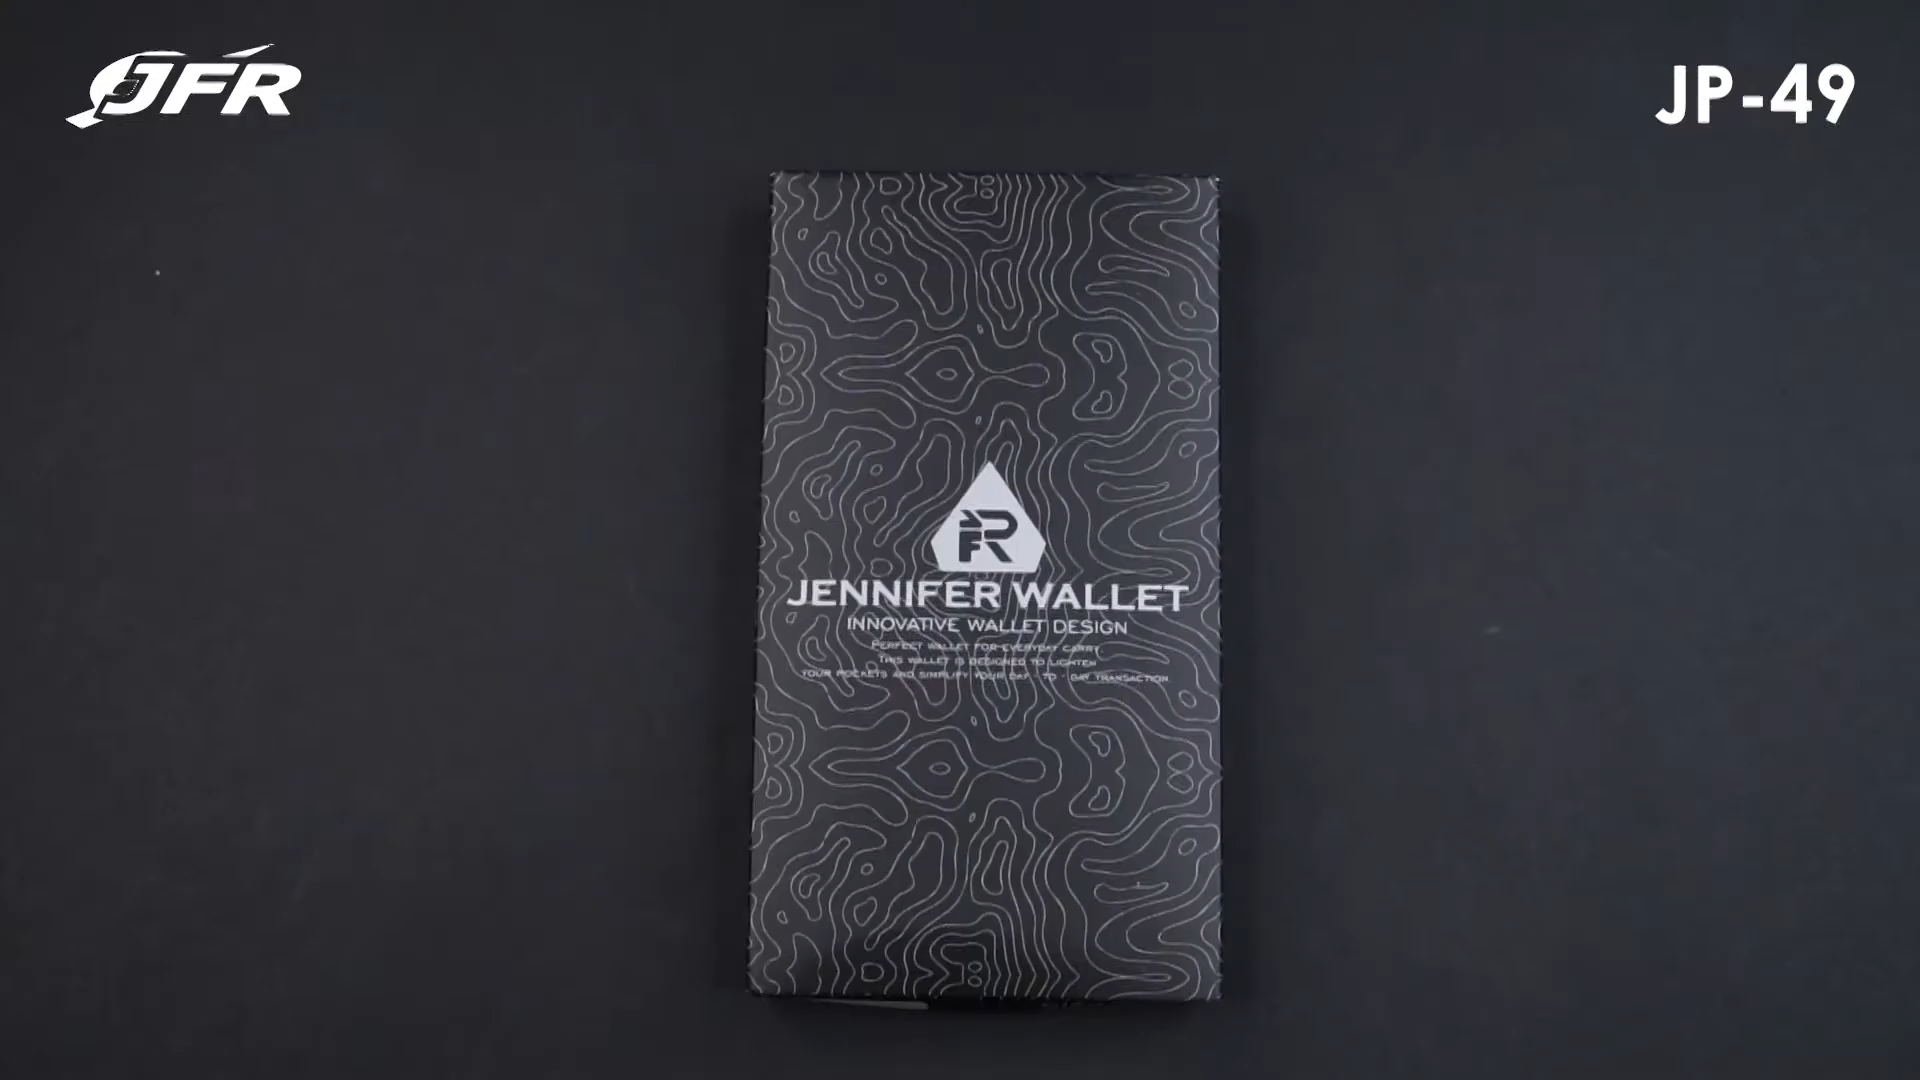 JFR
JP-49
JENNIFER WALLET
INNOVATIVE WALLET DESIGN
PERFECT WALLET FOR EVERYDAY CARRY
THIS WALLET IS DESIGNED TO LIGHTEN
YOUR POCKETS AND SIMPLIFY YOUR DAY - TO - DAY TRANSACTION